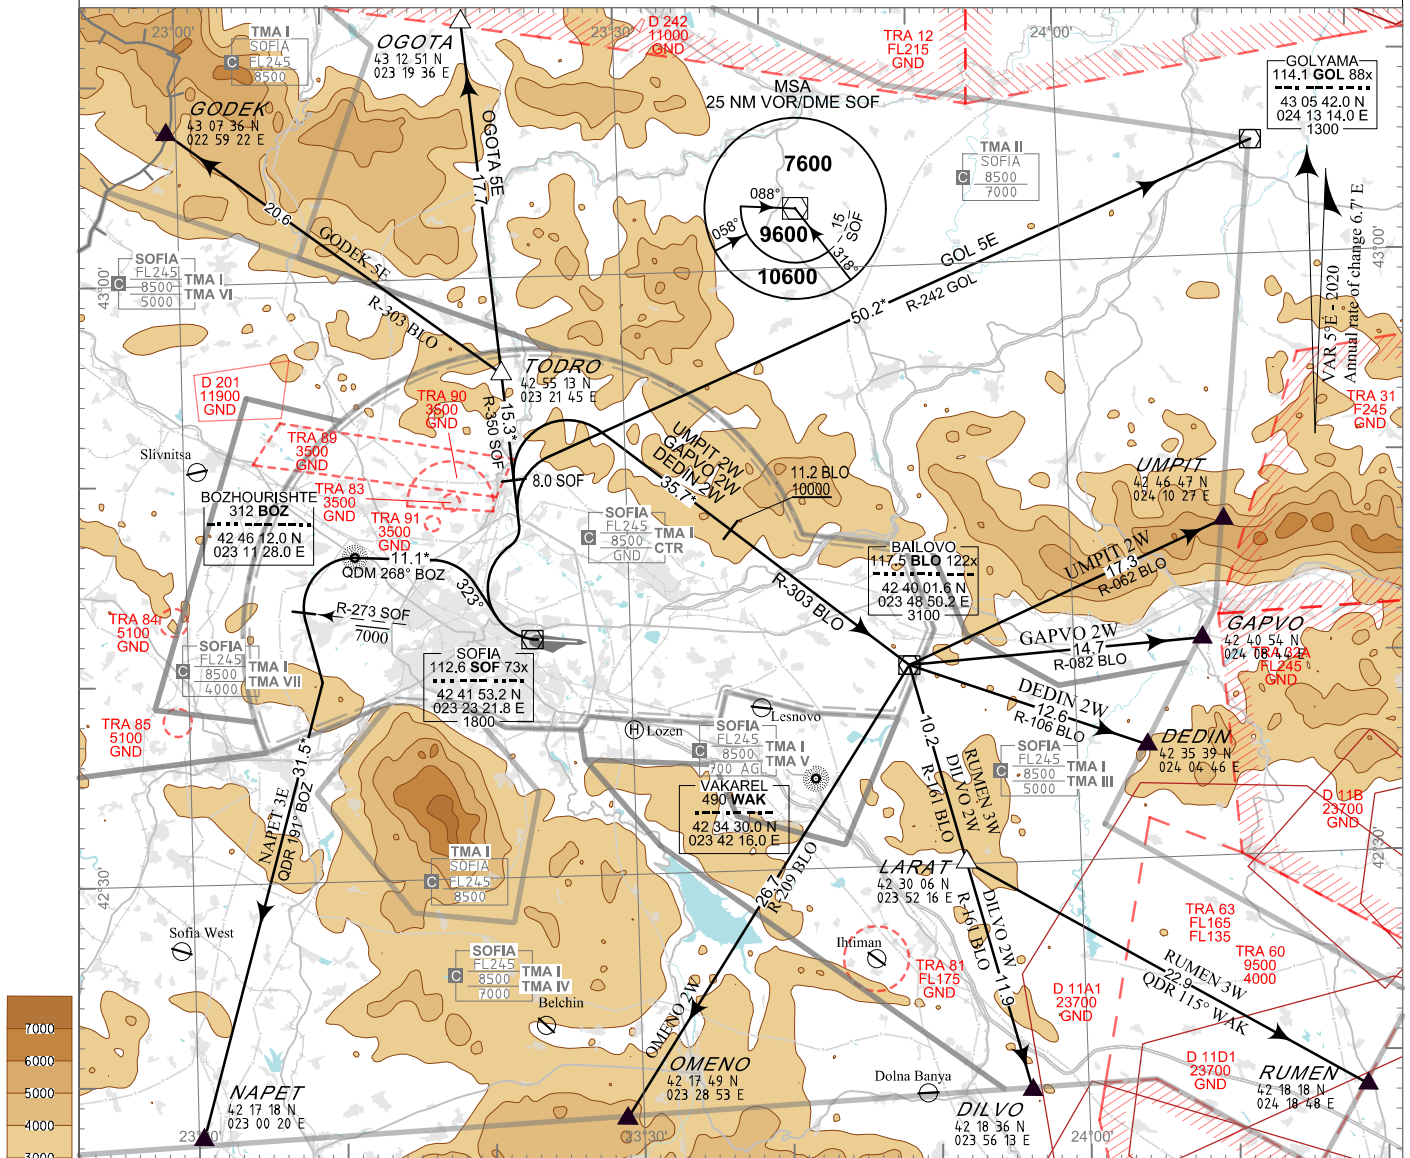 23°00'
23°30'
24°00'
TMA I
SOFIA
C
FL245
8500
OGOTA
43 12 51 N
023 19 36 E
D 242
11000
GND
TRA 12
FL215
GND
GOLYAMA
114.1 GOL 88x
43 05 42.0 N
024 13 14.0 E
1300
GODEK
43 07 36 N
022 59 22 E
MSA
25 NM VOR/DME SOF
7600
088°
058°
9600
15
SOF
318°
10600
TMA II
SOFIA
C
8500
7000
OGOTA 5E
17.7
20.6
GODEK 5E
R-303 BLO
GOL 5E
50.2*
R-242 GOL
VAR 5°E - 2020
Annual rate of change 6.7' E
43°00'
43°00'
SOFIA
FL245
C
8500
5000
TMA I
TMA VI
TODRO
42 55 13 N
023 21 45 E
D 201
11900
GND
TRA 90
3500
GND
15.3*
R-350 SOF
TRA 31
F245
GND
TRA 89
3500
GND
UMPIT 2W
GAPVO 2W
DEDIN 2W
35.7*
Slivnitsa
8.0 SOF
11.2 BLO
10000
UMPIT
42 46 47 N
024 10 27 E
TRA 83
3500
GND
BOZHOURISHTE
312 BOZ
42 46 12.0 N
023 11 28.0 E
TRA 91
3500
GND
SOFIA
FL245
C
8500
GND
TMA I
CTR
11.1*
QDM 268° BOZ
323°
BAILOVO
117.5 BLO 122x
42 40 01.6 N
023 48 50.2 E
3100
UMPIT 2W
17.3
R-062 BLO
R-303 BLO
R-273 SOF
7000
TRA 84
5100
GND
GAPVO 2W
14.7
R-082 BLO
GAPVO
42 40 54 N
024 08 44 E
TRA 32A
FL245
GND
SOFIA
FL245
C
8500
4000
TMA I
TMA VII
SOFIA
112.6 SOF 73x
42 41 53.2 N
023 23 21.8 E
1800
DEDIN 2W
12.6
R-106 BLO
TRA 85
5100
GND
H Lozen
Lesnovo
SOFIA
FL245
C
8500
700 AG
TMA I
TMA V
10.2
R-161 BLO
DILVO 2W
RUMEN 3W
DEDIN
42 35 39 N
024 04 46 E
SOFIA
FL245
C
8500
5000
TMA I
TMA III
VAKAREL
490 WAK
42 34 30.0 N
023 42 16.0 E
D 11B
23700
GND
31.5*
NAPET 3E
QDR 191° BOZ
TMA I
SOFIA
C
FL245
8500
42°30'
42°30'
LARAT
42 30 06 N
023 52 16 E
26.7
R-209 BLO
DILVO 2W
R-161 BLO
11.9
TRA 63
FL165
FL135
Sofia West
Ihtiman
TRA 81
FL175
GND
TRA 60
9500
4000
RUMEN 3W
22.9
QDR 115° WAK
SOFIA
FL245
C
8500
7000
TMA I
TMA IV
Belchin
D 11A1
23700
GND
OMENO 2W
OMENO
42 17 49 N
023 28 53 E
Dolna Banya
D 11D1
23700
GND
RUMEN
42 18 18 N
024 18 48 E
NAPET
42 17 18 N
023 00 20 E
DILVO
42 18 36 N
023 56 13 E
7000
6000
5000
4000
3000
23°00'
23°30'
24°00'